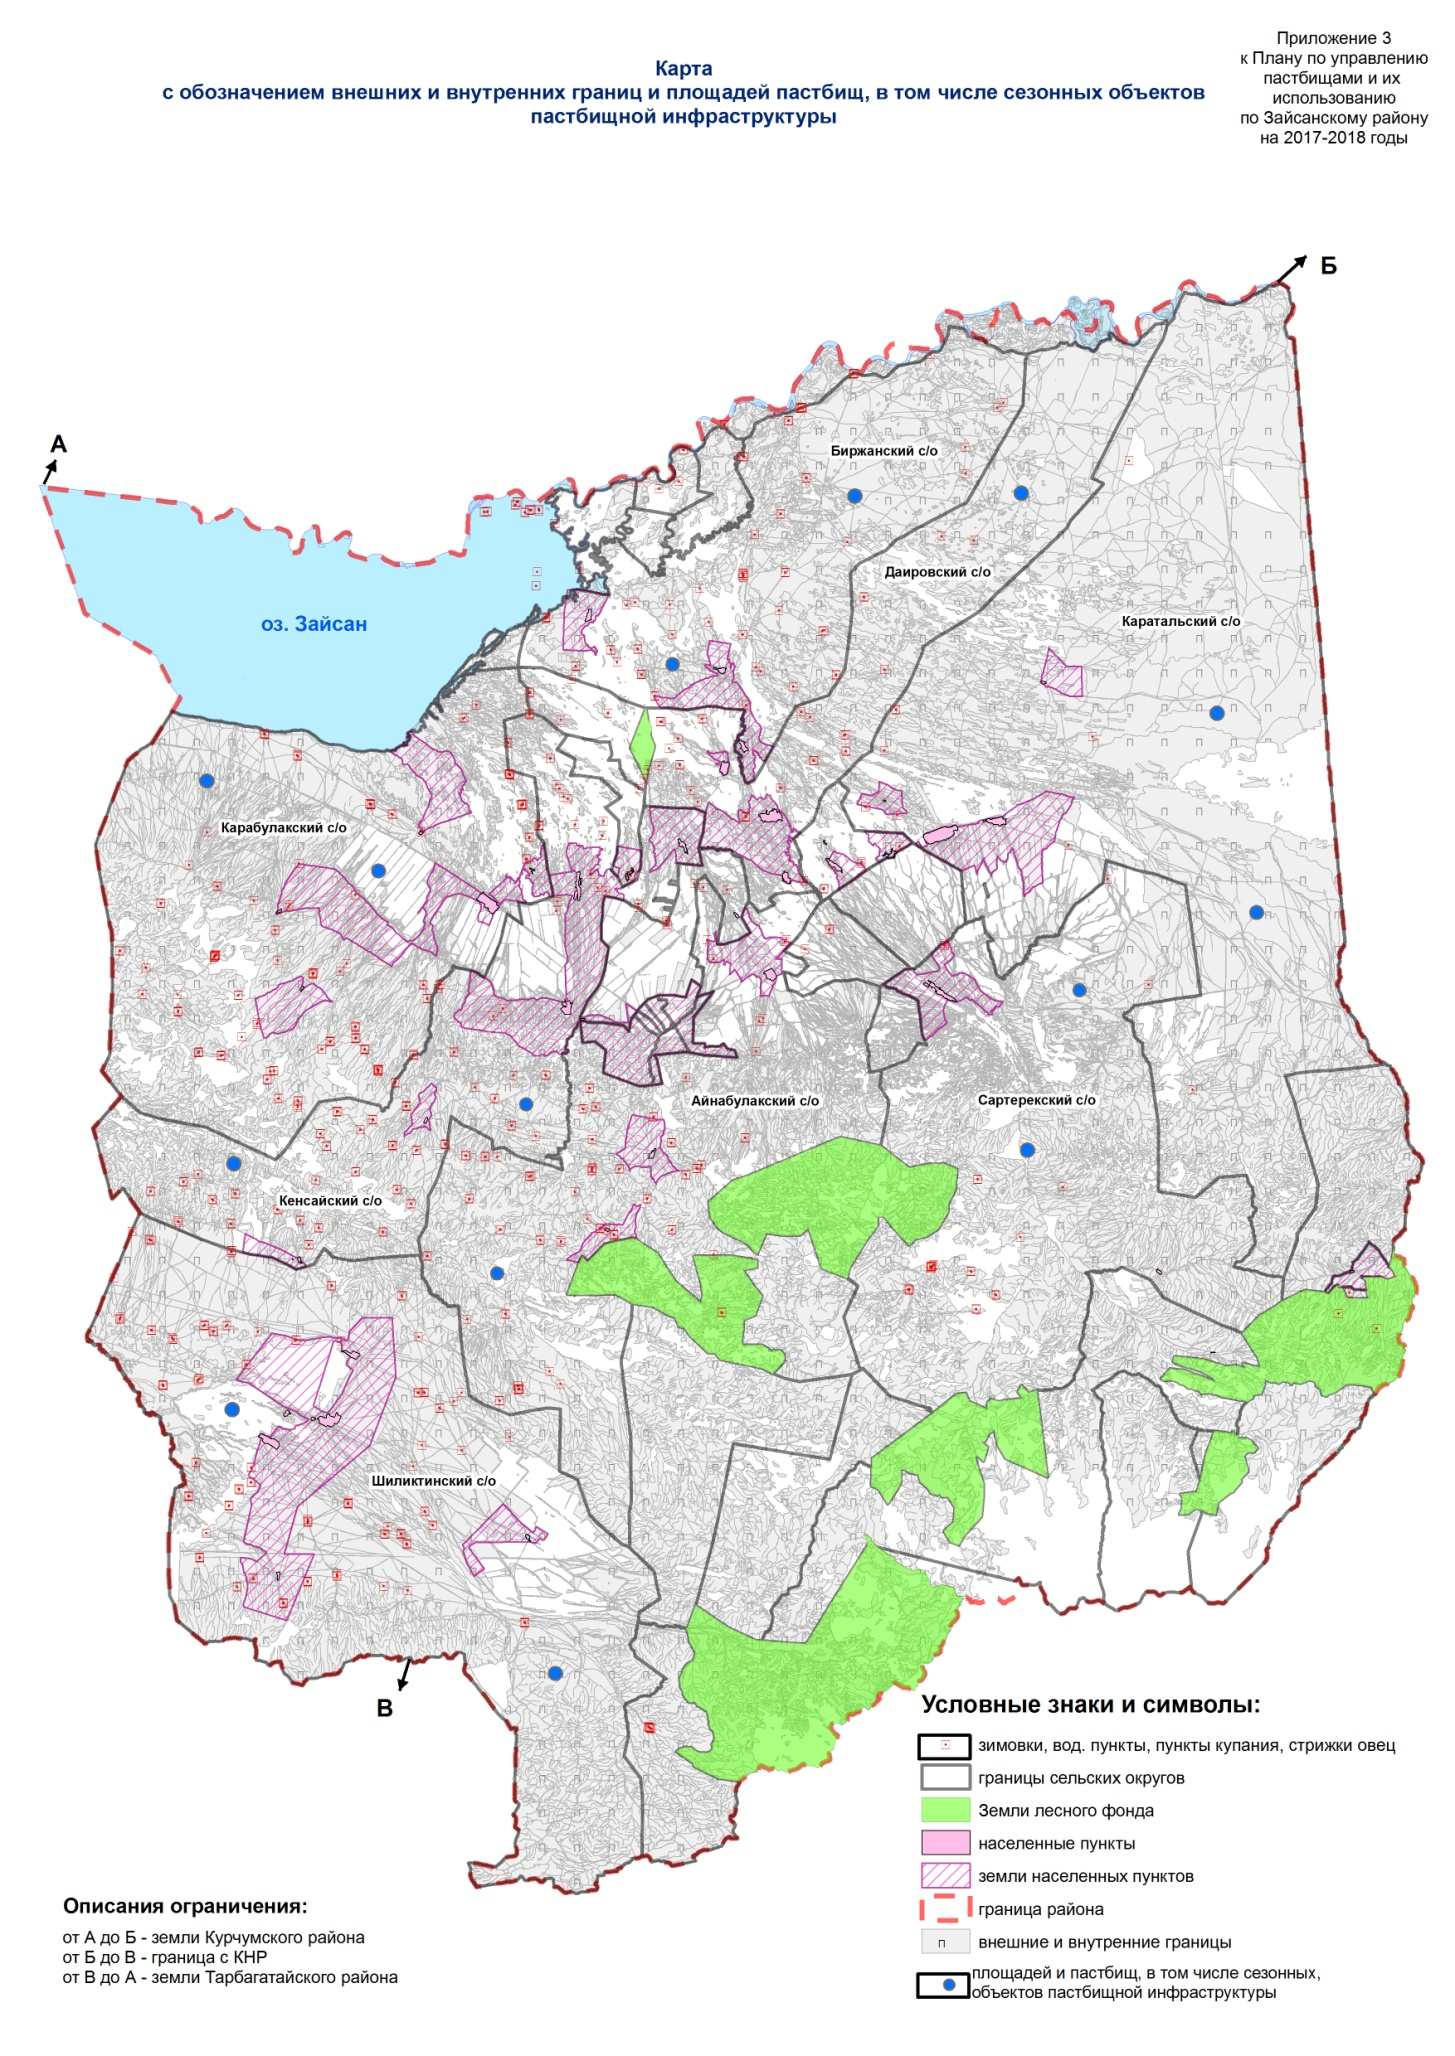 Приложение 3
к Плану по управлению
пастбищами и их
использованию
по Зайсанскому району
на 2017-2018 годы
Карта
с обозначением внешних и внутренних границ и площадей пастбищ, в том числе сезонных объектов
пастбищной инфраструктуры
Б
А
Биржанский с/о
Даировский с/о
оз. Зайсан
Каратальский с/о
Карабулакский с/о
Айнабулакский с/о
Сартерекский с/о
Кенсайский с/о
Шиликтинский с/о
В
Условные знаки и символы:
зимовки, вод. пункты, пункты купания, стрижки овец
границы сельских округов
Земли лесного фонда
населенные пункты
земли населенных пунктов
граница района
п внешние и внутренние границы
площадей и пастбищ, в том числе сезонных,
объектов пастбищной инфраструктуры
Описания ограничения:
от А до Б - земли Курчумского района
от Б до В - граница с КНР
от В до А - земли Тарбагатайского района